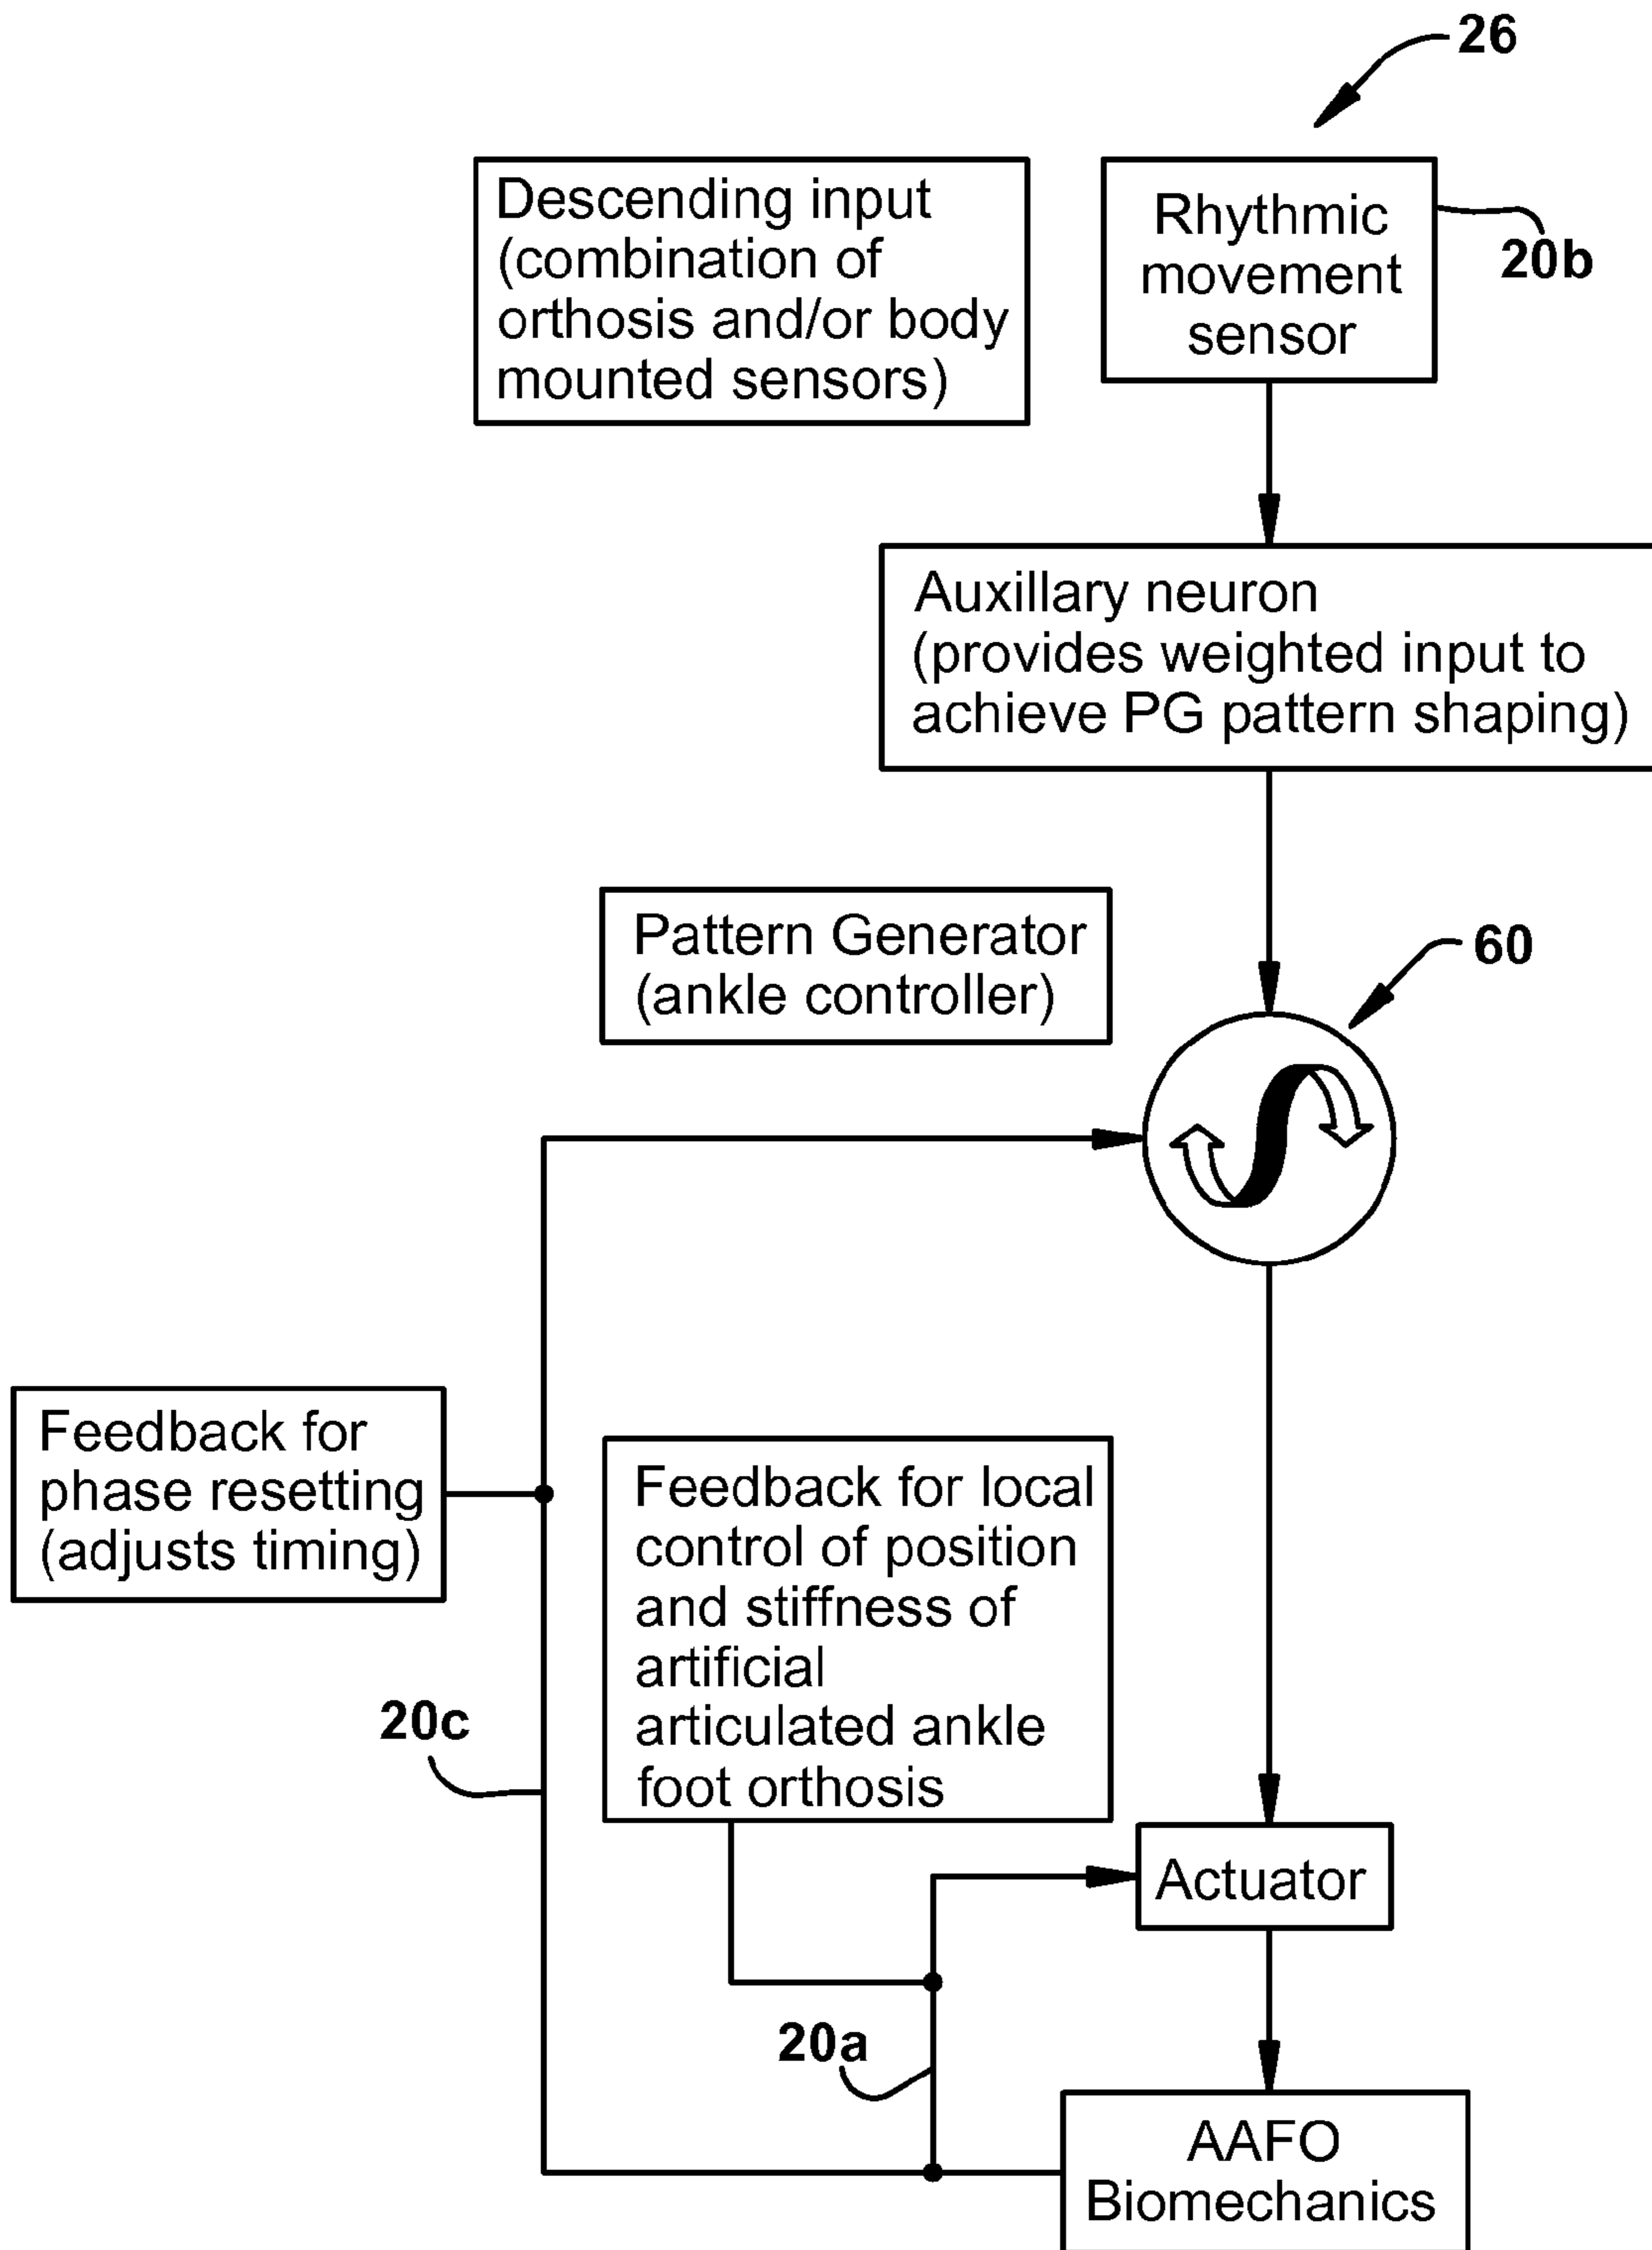 26
Descending input
(combination of
orthosis and/or body
mounted sensors)
Rhythmic
movement
sensor
20b
Auxillary neuron
(provides weighted input to
achieve PG pattern shaping)
Pattern Generator
(ankle controller)
60
Feedback for
phase resetting
(adjusts timing)
Feedback for local
control of position
and stiffness of
artificial
articulated ankle
foot orthosis
20c
Actuator
20a
AAFO
Biomechanics